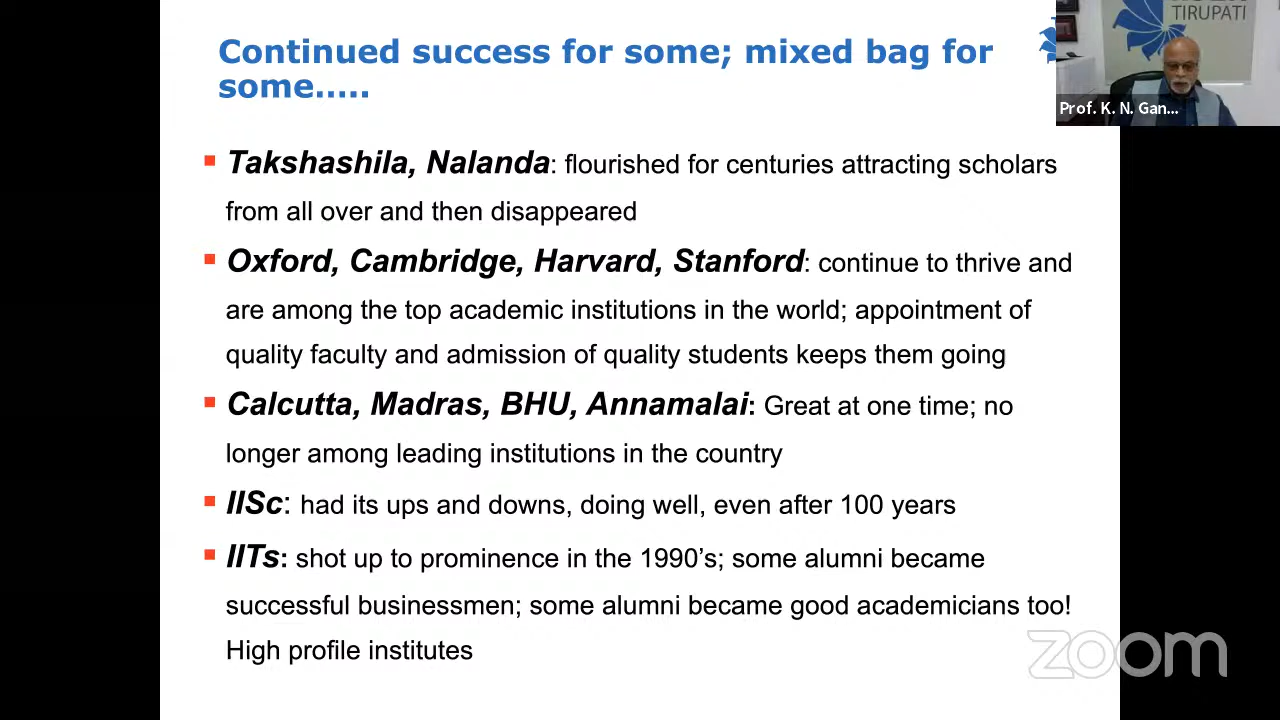 Continued success for some; mixed bag for
some.....
Takshashila, Nalanda: flourished for centuries attracting scholars
from all over and then disappeared
Oxford, Cambridge, Harvard, Stanford: continue to thrive and
are among the top academic institutions in the world; appointment of
quality faculty and admission of quality students keeps them going
Calcutta, Madras, BHU, Annamalai: Great at one time; no
longer among leading institutions in the country
IISc: had its ups and downs, doing well, even after 100 years
IITs: shot up to prominence in the 1990’s; some alumni became
successful businessmen; some alumni became good academicians too!
High profile institutes
TIRUPATI
Prof. K. N. Gan...
zoom